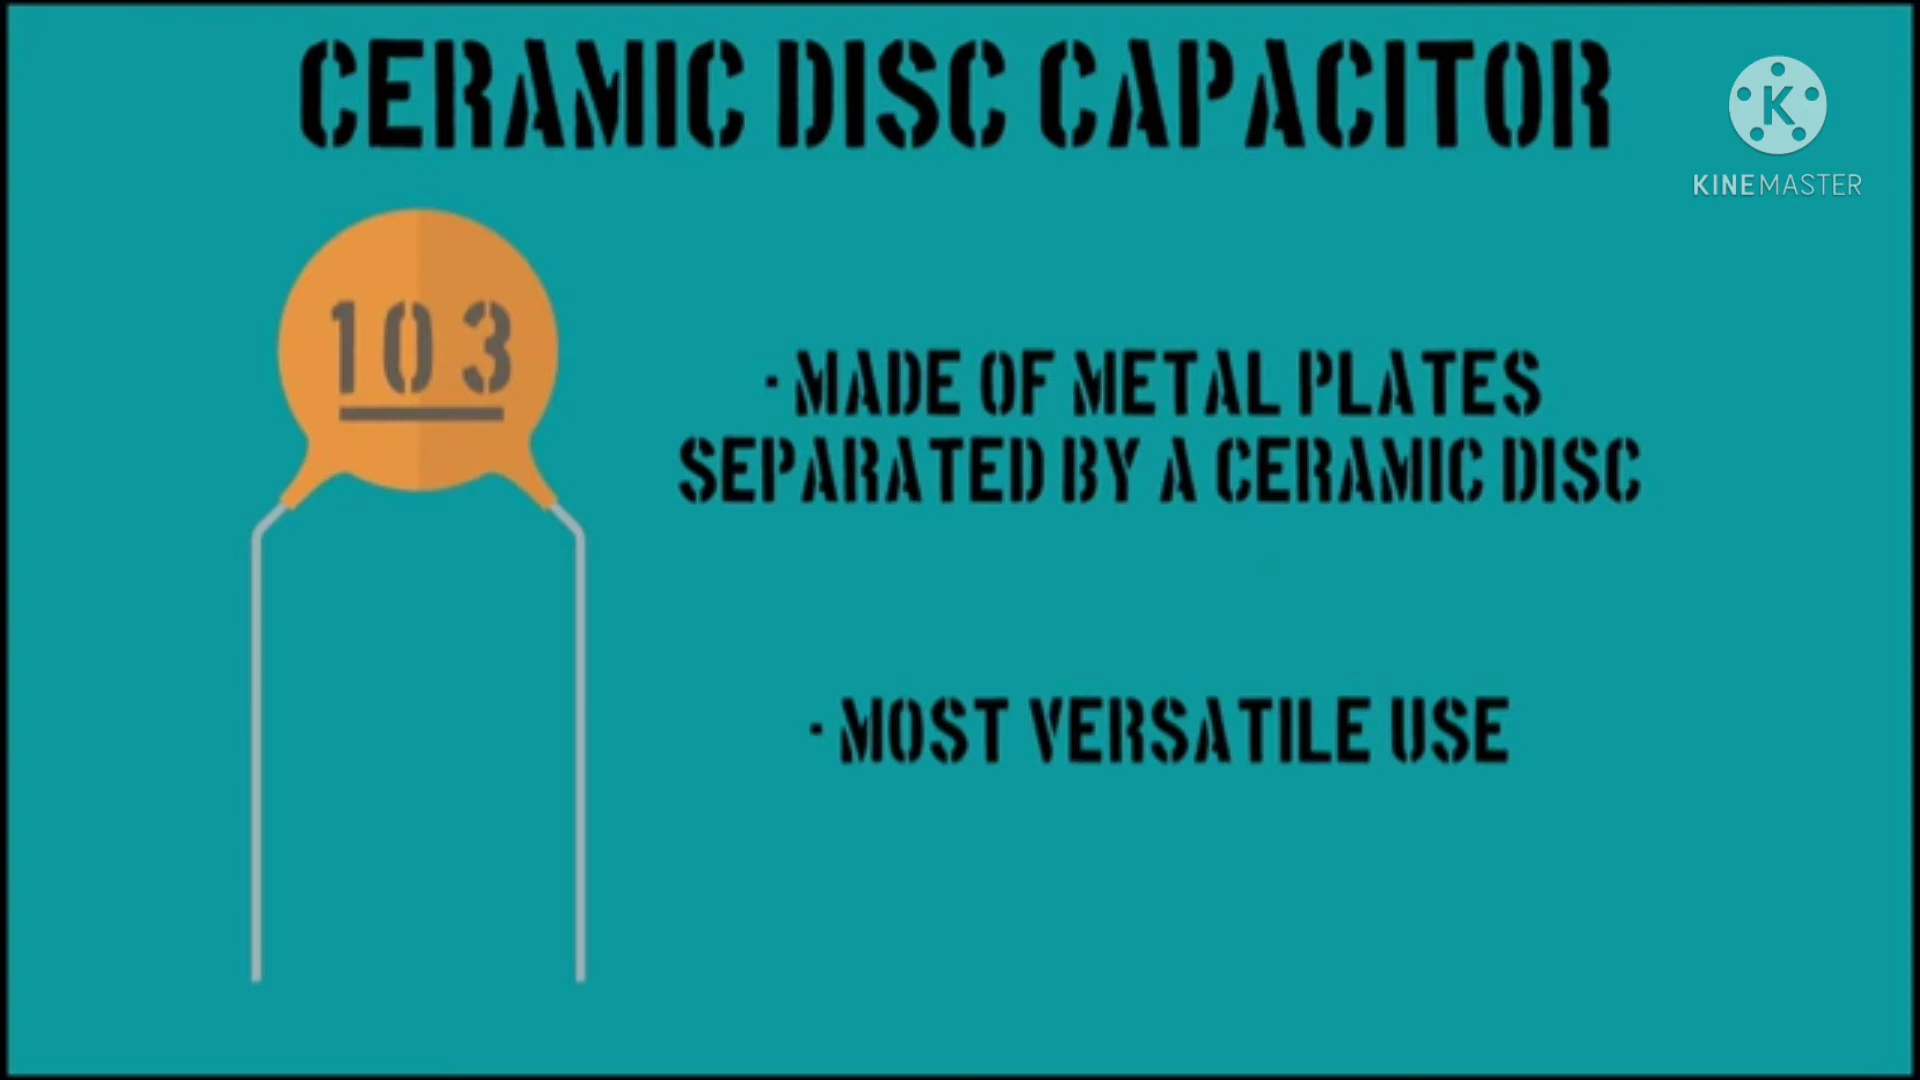 CERAMIC DISC CAPACITOR
K
KINEMASTER
103
· MADE OF METAL PLATES
SEPARATED BY A CERAMIC DISC
· MOST VERSATILE USE